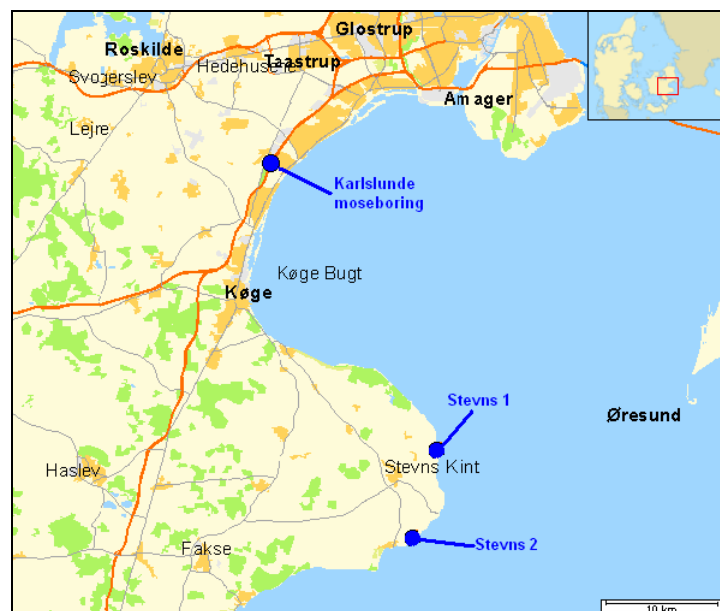 Glostrup
Roskilde
Taastrup
Hedehusene
Svogerslev
Amager
Lejre
Karlslunde
moseboring
Køge Bugt
Køge
Stevns 1
Øresund
Stevns Kint
Haslev
Stevns 2
Fakse
10 km